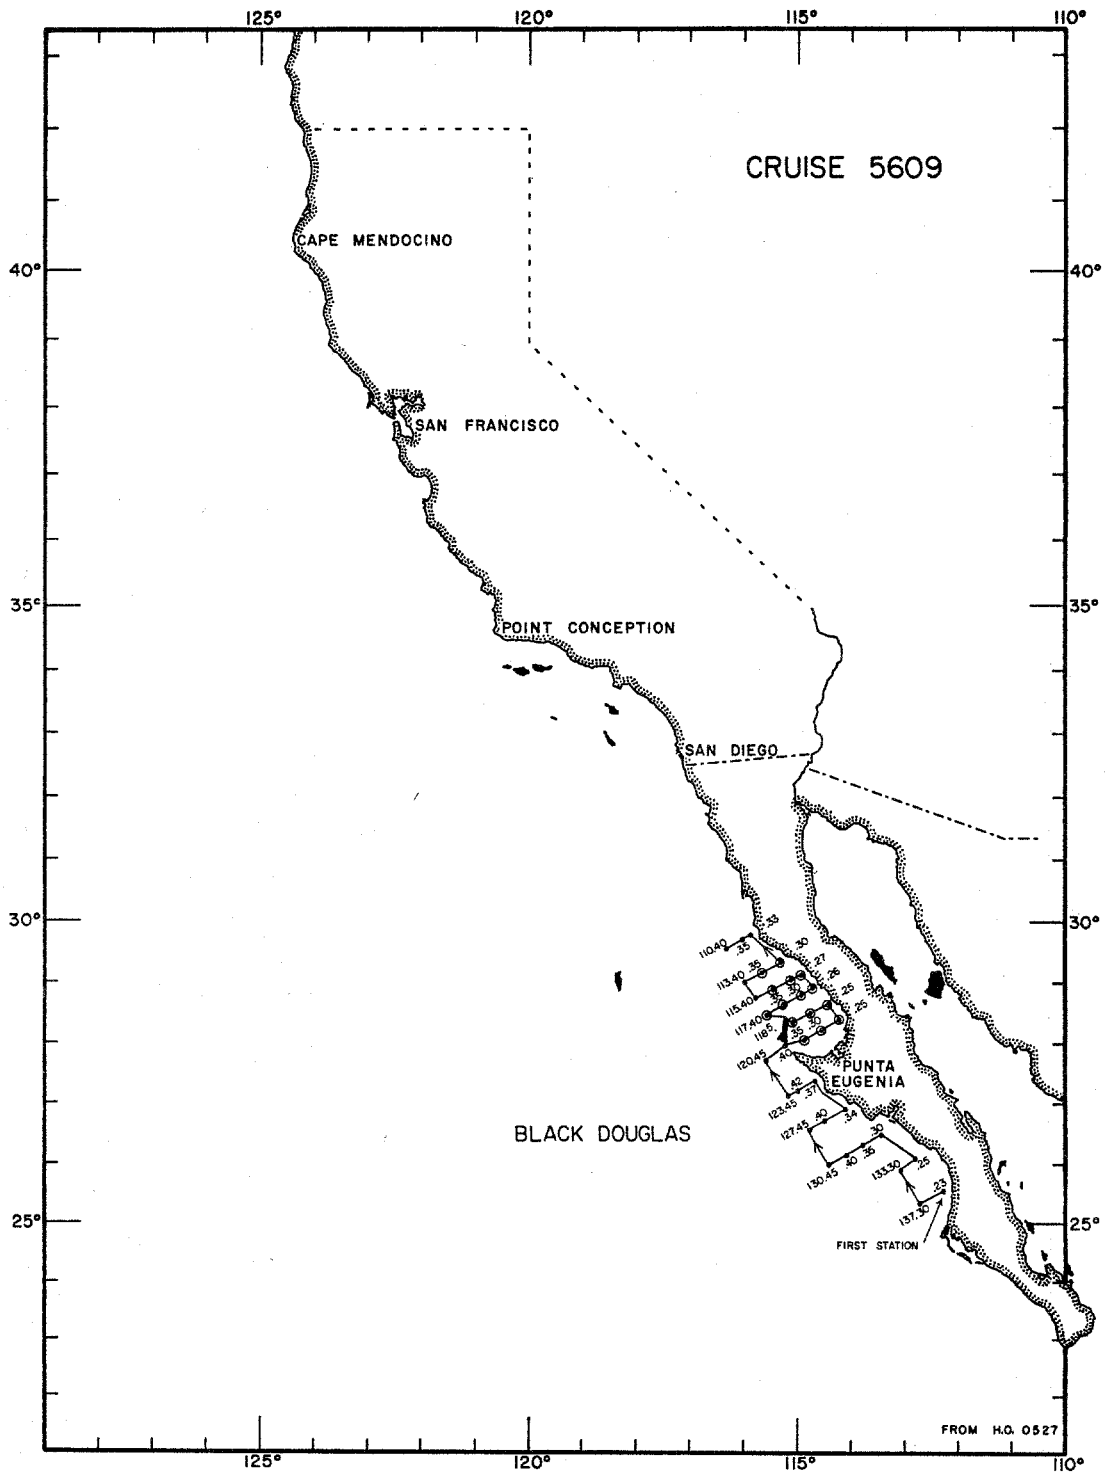 125° 120° 115° 110°
CRUISE 5609
CAPE MENDOCINO
40° 40°
SAN FRANCISCO
35° 35°
POINT CONCEPTION
SAN DIEGO
30° 30°
.33
110.40 .35
.30
113.40 .35
.27
.26
115.40
.30
.25
117.40
.25
118.5
.35 .30
120.45 .40
PUNTA
EUGENIA
.42
123.45 .37
.40
.34
127.45
BLACK DOUGLAS
.30
130.45 .40 .35
.25
133.30
.23
137.30
25° 25°
FIRST STATION
FROM H.O. 0527
125° 120° 115° 110°